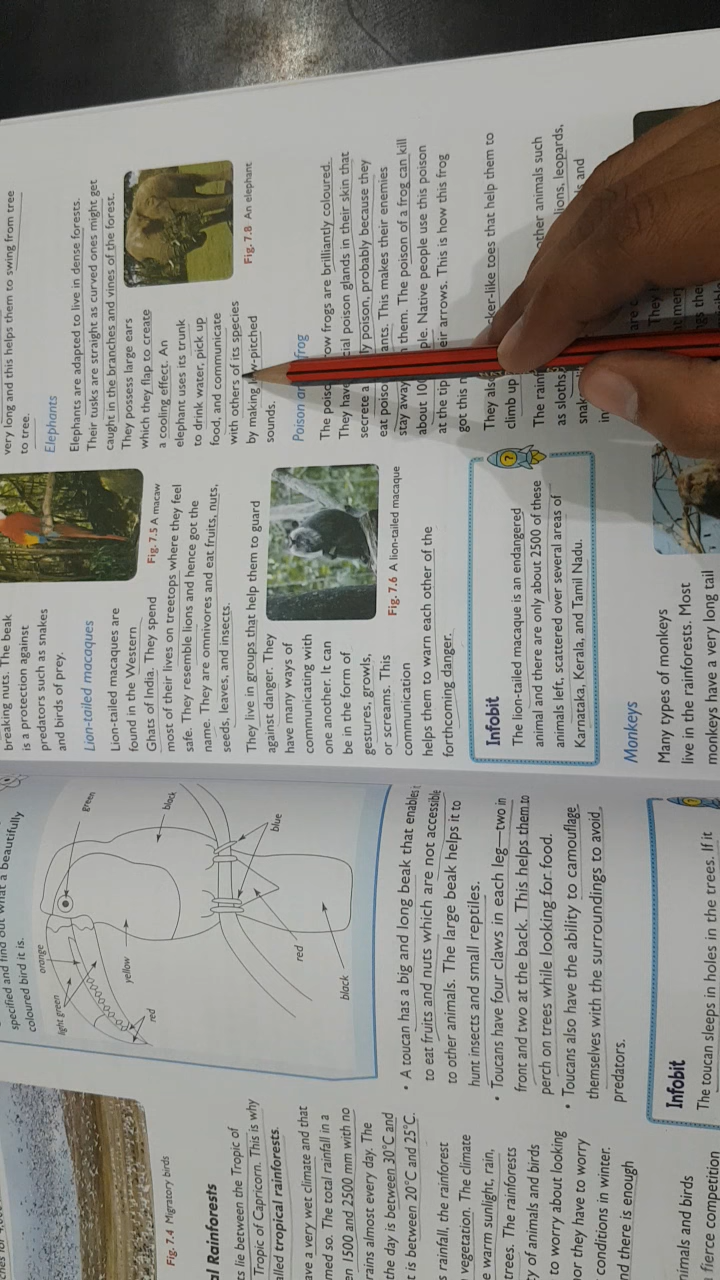 specified and find out what a beautifully
coloured bird it is.
orange
light green
green
black
yellow
red
blue
red
black
Fig. 7.4 Migratory birds
al Rainforests
ts lie between the Tropic of
Tropic of Capricorn. This is why
alled tropical rainforests.
ave a very wet climate and that
med so. The total rainfall in a
en 1500 and 2500 mm with no
rains almost every day. The
the day is between 30°C and
t is between 20°C and 25°C.
s rainfall, the rainforest
vegetation. The climate
e warm sunlight, rain,
trees. The rainforests
ty of animals and birds
to worry about looking
or they have to worry
conditions in winter.
nd there is enough
nimals and birds
fierce competition
• A toucan has a big and long beak that enables it
to eat fruits and nuts which are not accessible
to other animals. The large beak helps it to
hunt insects and small reptiles.
• Toucans have four claws in each leg—two in
front and two at the back. This helps them to
perch on trees while looking for food.
• Toucans also have the ability to camouflage
themselves with the surroundings to avoid
predators.
Infobit
The toucan sleeps in holes in the trees. If it
breaking nuts. The beak
is a protection against
predators such as snakes
and birds of prey.
Fig. 7.5 A macaw
Lion-tailed macaques
Lion-tailed macaques are
found in the Western
Ghats of India. They spend
most of their lives on treetops where they feel
safe. They resemble lions and hence got the
name. They are omnivores and eat fruits, nuts,
seeds, leaves, and insects.
They live in groups that help them to guard
against danger. They
have many ways of
communicating with
one another. It can
be in the form of
gestures, growls,
or screams. This
communication
Fig. 7.6 A lion-tailed macaque
helps them to warn each other of the
forthcoming danger.
Infobit
The lion-tailed macaque is an endangered
animal and there are only about 2500 of these
animals left, scattered over several areas of
Karnataka, Kerala, and Tamil Nadu.
Monkeys
Many types of monkeys
live in the rainforests. Most
monkeys have a very long tail
very long and this helps them to swing from tree
to tree.
Elephants
Elephants are adapted to live in dense forests.
Their tusks are straight as curved ones might get
caught in the branches and vines of the forest.
They possess large ears
which they flap to create
a cooling effect. An
elephant uses its trunk
to drink water, pick up
food, and communicate
with others of its species
by making low-pitched
sounds.
Fig. 7.8 An elephant
Poison ar frog
The poiso row frogs are brilliantly coloured.
They have cial poison glands in their skin that
secrete a ly poison, probably because they
eat poiso ants. This makes their enemies
stay away them. The poison of a frog can kill
about 100 ple. Native people use this poison
at the tip eir arrows. This is how this frog
got this n
They als ker-like toes that help them to
climb up
The rainf other animals such
as sloths, lions, leopards,
snak s and
in